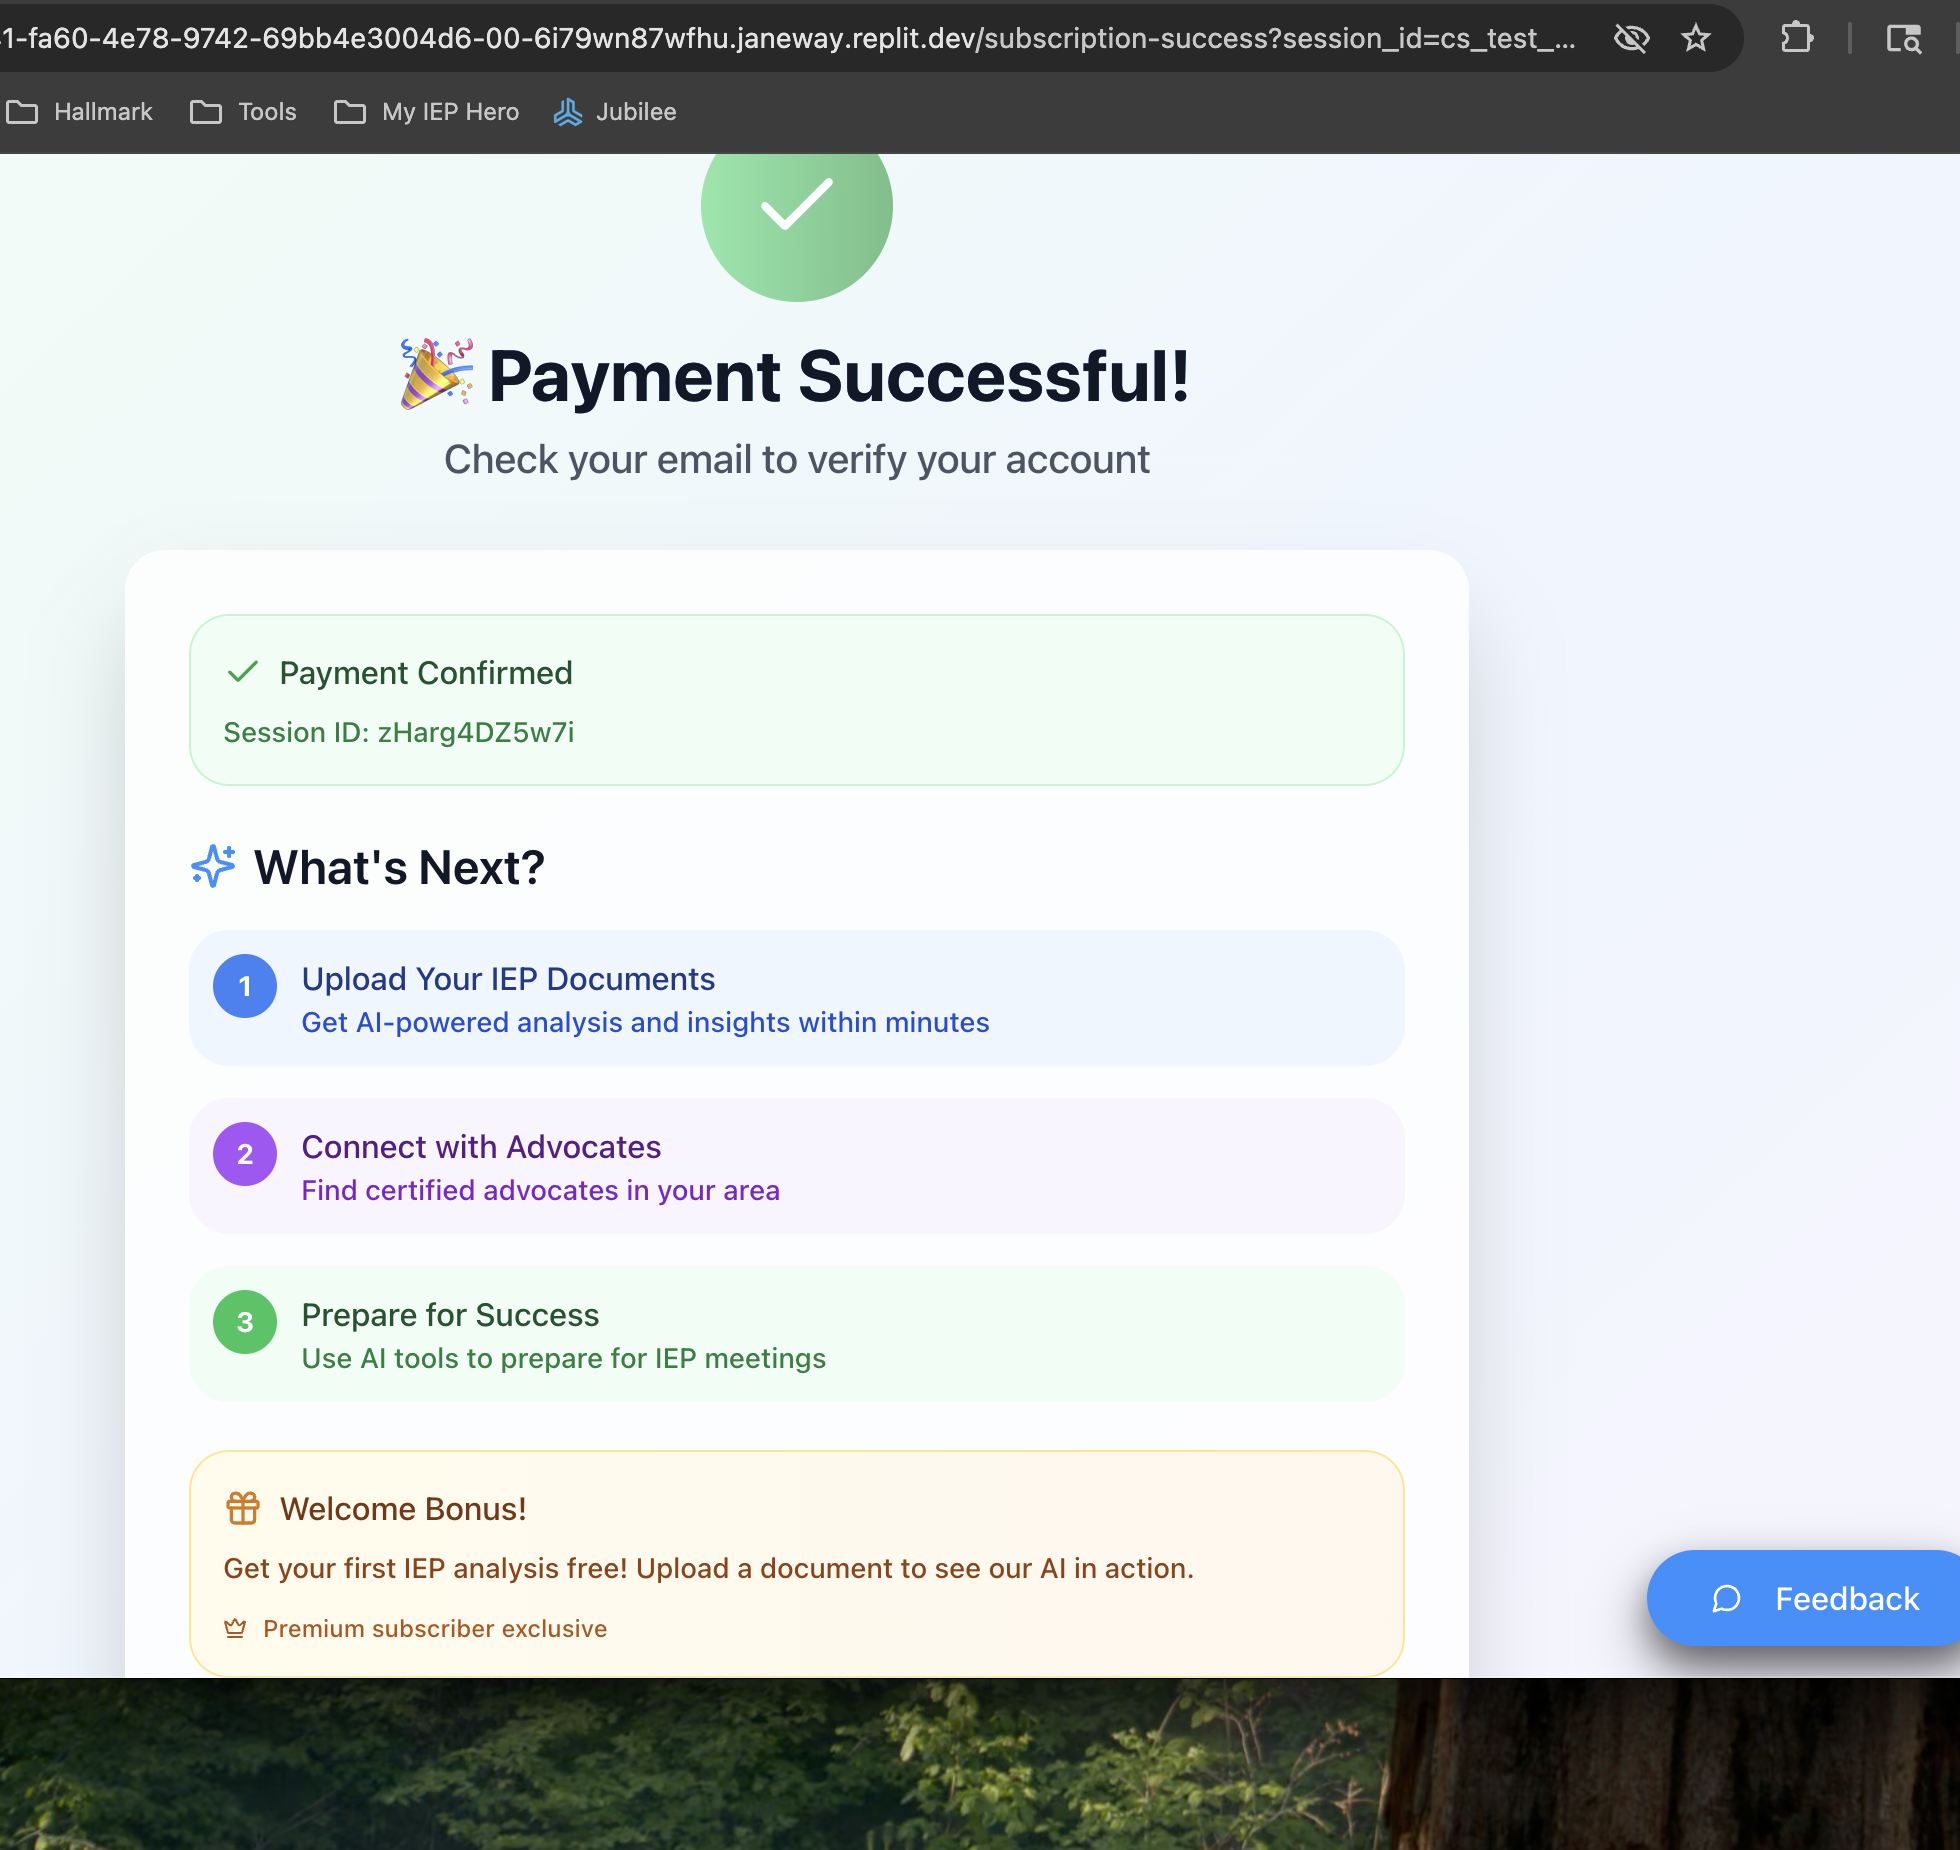 1-fa60-4e78-9742-69bb4e3004d6-00-6i79wn87wfhu.janeway.replit.dev/subscription-success?session_id=cs_test_...
Hallmark Tools My IEP Hero Jubilee
🎉 Payment Successful!
Check your email to verify your account
Payment Confirmed
Session ID: zHarg4DZ5w7i
What's Next?
1 Upload Your IEP Documents
Get AI-powered analysis and insights within minutes
2 Connect with Advocates
Find certified advocates in your area
3 Prepare for Success
Use AI tools to prepare for IEP meetings
Welcome Bonus!
Get your first IEP analysis free! Upload a document to see our AI in action.
Premium subscriber exclusive
Feedback